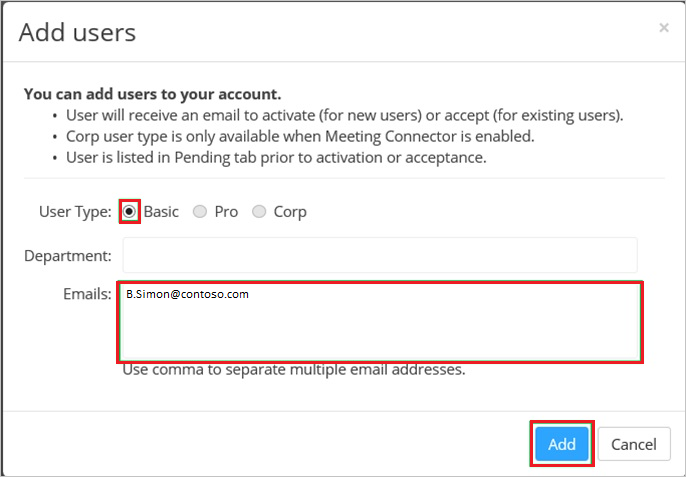 Add users ×
You can add users to your account.
• User will receive an email to activate (for new users) or accept (for existing users).
• Corp user type is only available when Meeting Connector is enabled.
• User is listed in Pending tab prior to activation or acceptance.
User Type: Basic Pro Corp
Department:
Emails: B.Simon@contoso.com
Use comma to separate multiple email addresses.
Add Cancel